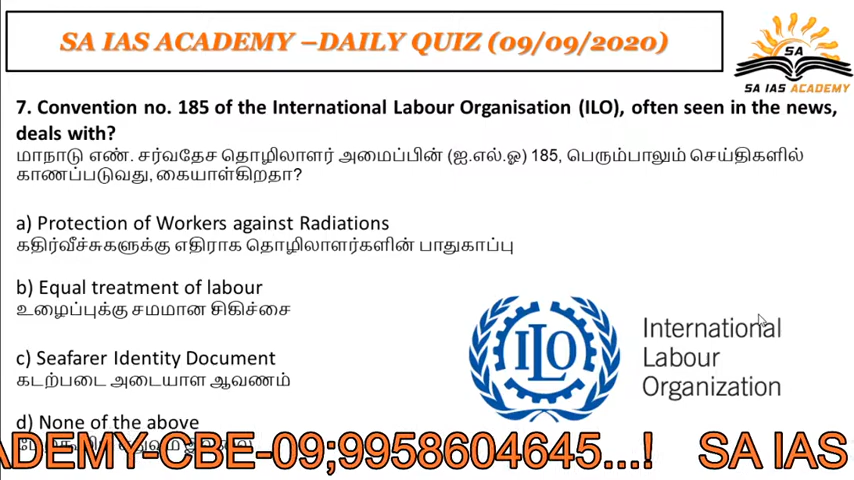 SA IAS ACADEMY –DAILY QUIZ (09/09/2020)
SA
SA IAS ACADEMY
7. Convention no. 185 of the International Labour Organisation (ILO), often seen in the news,
deals with?
மாநாடு எண். சர்வதேச தொழிலாளர் அமைப்பின் (ஐ.எல்.ஓ) 185, பெரும்பாலும் செய்திகளில்
காணப்படுவது, கையாள்கிறதா?
a) Protection of Workers against Radiations
கதிர்வீச்சுகளுக்கு எதிராக தொழிலாளர்களின் பாதுகாப்பு
b) Equal treatment of labour
உழைப்புக்கு சமமான சிகிச்சை
c) Seafarer Identity Document
கடற்படை அடையாள ஆவணம்
d) None of the above
ILO
International
Labour
Organization
ADEMY-CBE-09;9958604645...! SA IAS